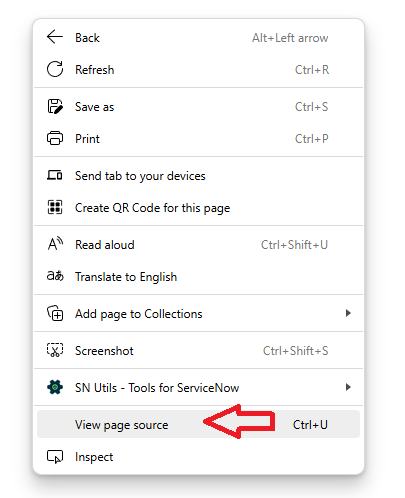 Back Alt+Left arrow
Refresh Ctrl+R
Save as Ctrl+S
Print Ctrl+P
Send tab to your devices
Create QR Code for this page
Read aloud Ctrl+Shift+U
aあ Translate to English
Add page to Collections
Screenshot Ctrl+Shift+S
SN Utils - Tools for ServiceNow
View page source Ctrl+U
Inspect